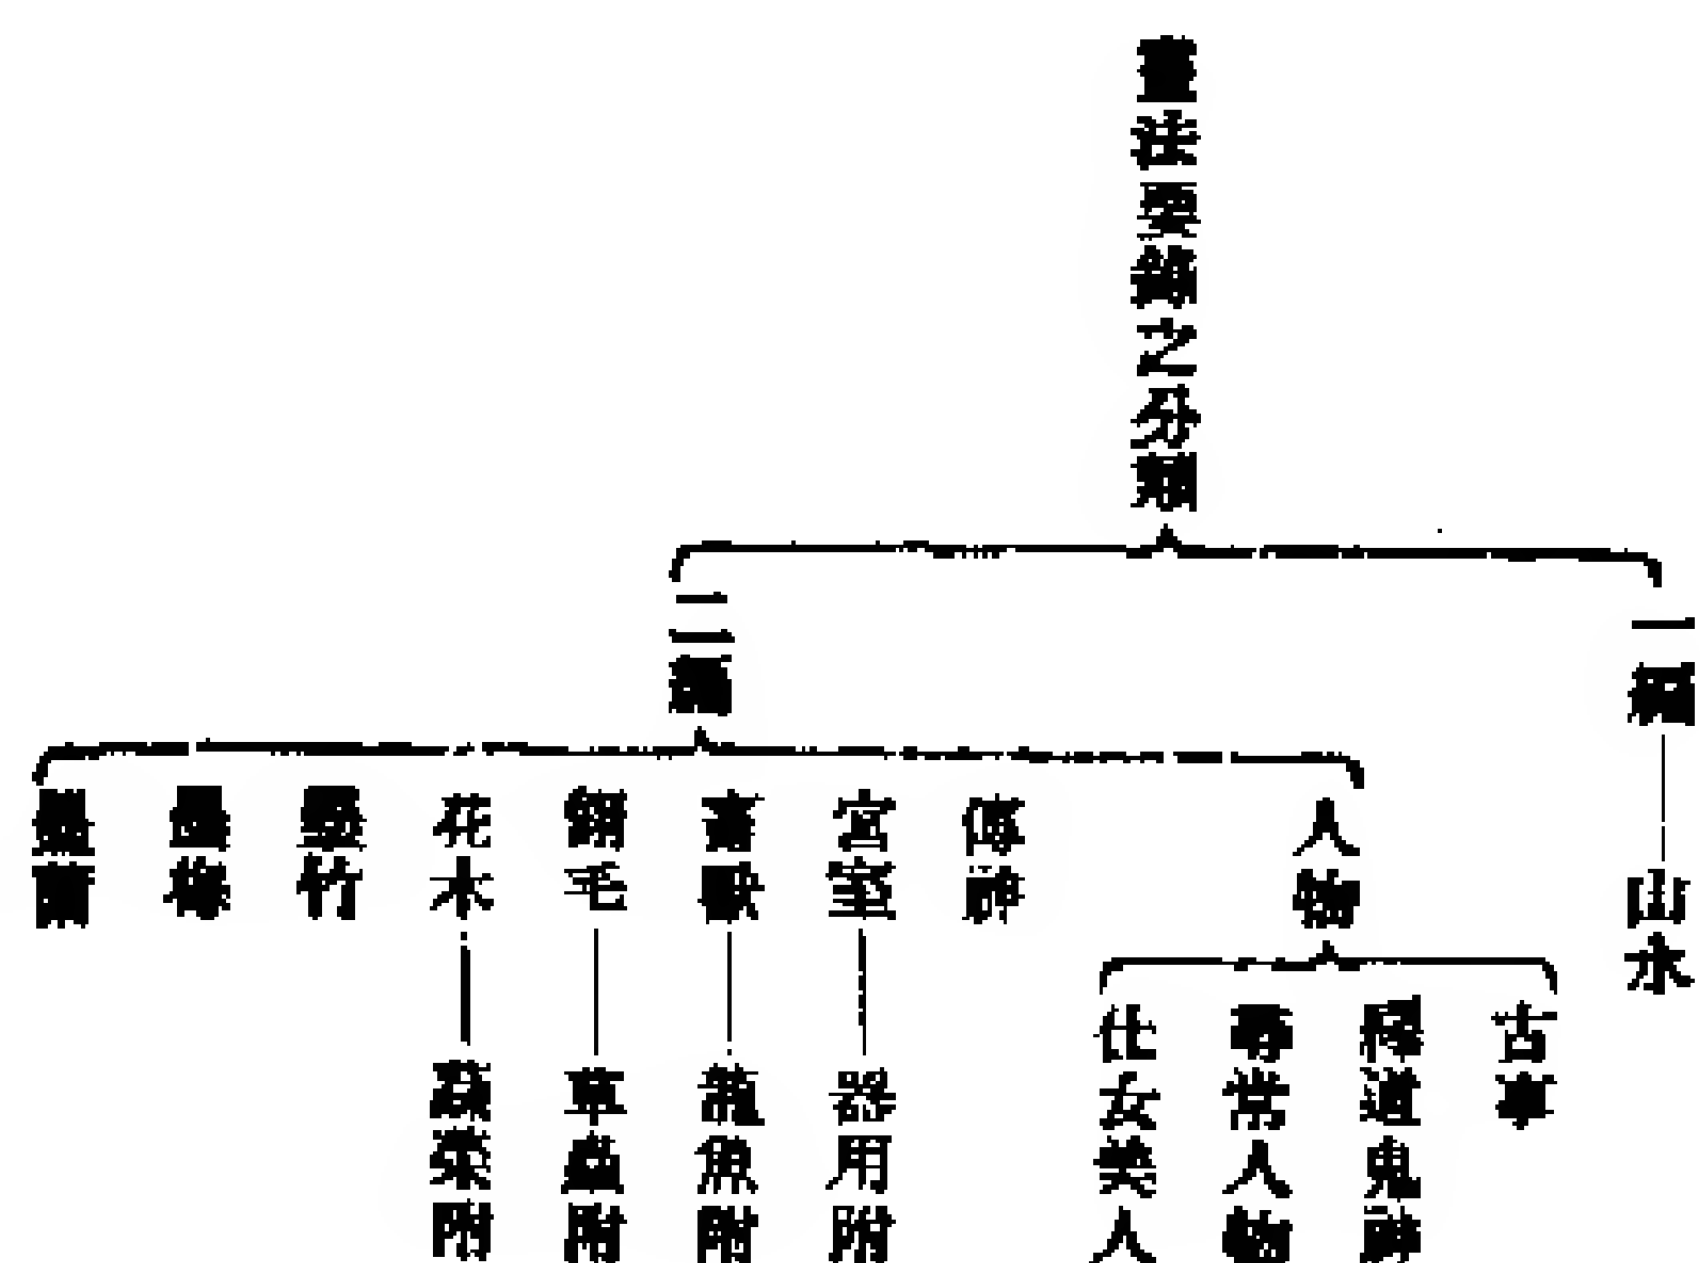 畫法要錄之分類
一編
山水
二編
人物
古事
釋道鬼神
尋常人物
仕女美人
傳神
宮室
器用附
畜獸
龍魚附
翎毛
草蟲附
花木
蔬菜附
墨竹
墨梅
墨蘭